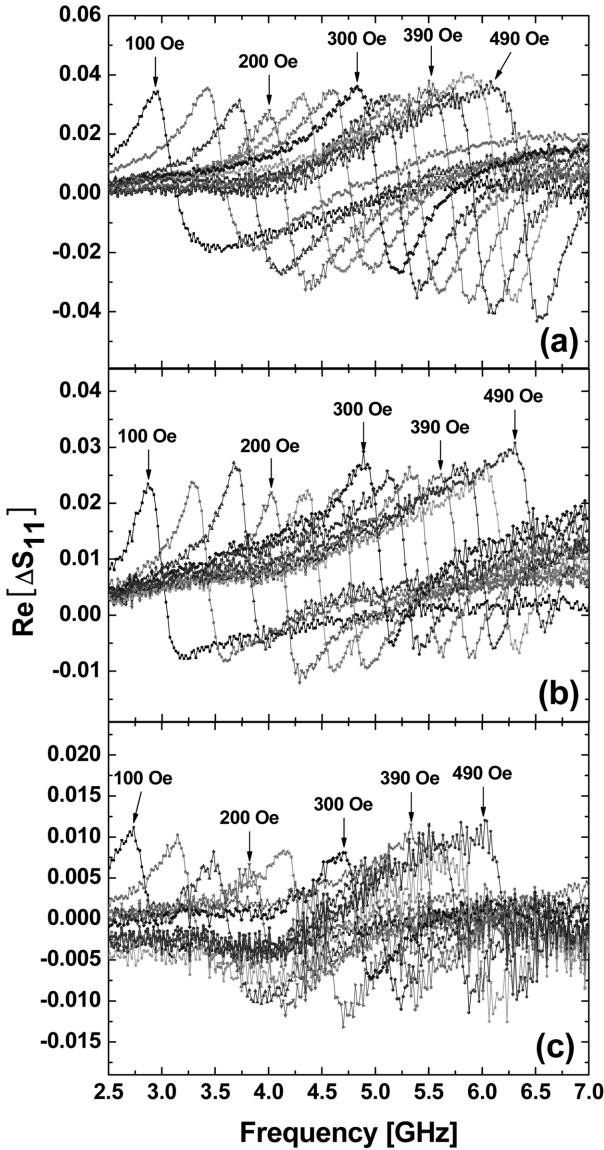 0.06
0.04
0.02
0.00
-0.02
-0.04
100 Oe
200 Oe
300 Oe
390 Oe
490 Oe
(a)
0.04
0.03
0.02
0.01
0.00
-0.01
100 Oe
200 Oe
300 Oe
390 Oe
490 Oe
(b)
Re[ΔS11]
0.020
0.015
0.010
0.005
0.000
-0.005
-0.010
-0.015
100 Oe
200 Oe
300 Oe
390 Oe
490 Oe
(c)
2.5 3.0 3.5 4.0 4.5 5.0 5.5 6.0 6.5 7.0
Frequency [GHz]